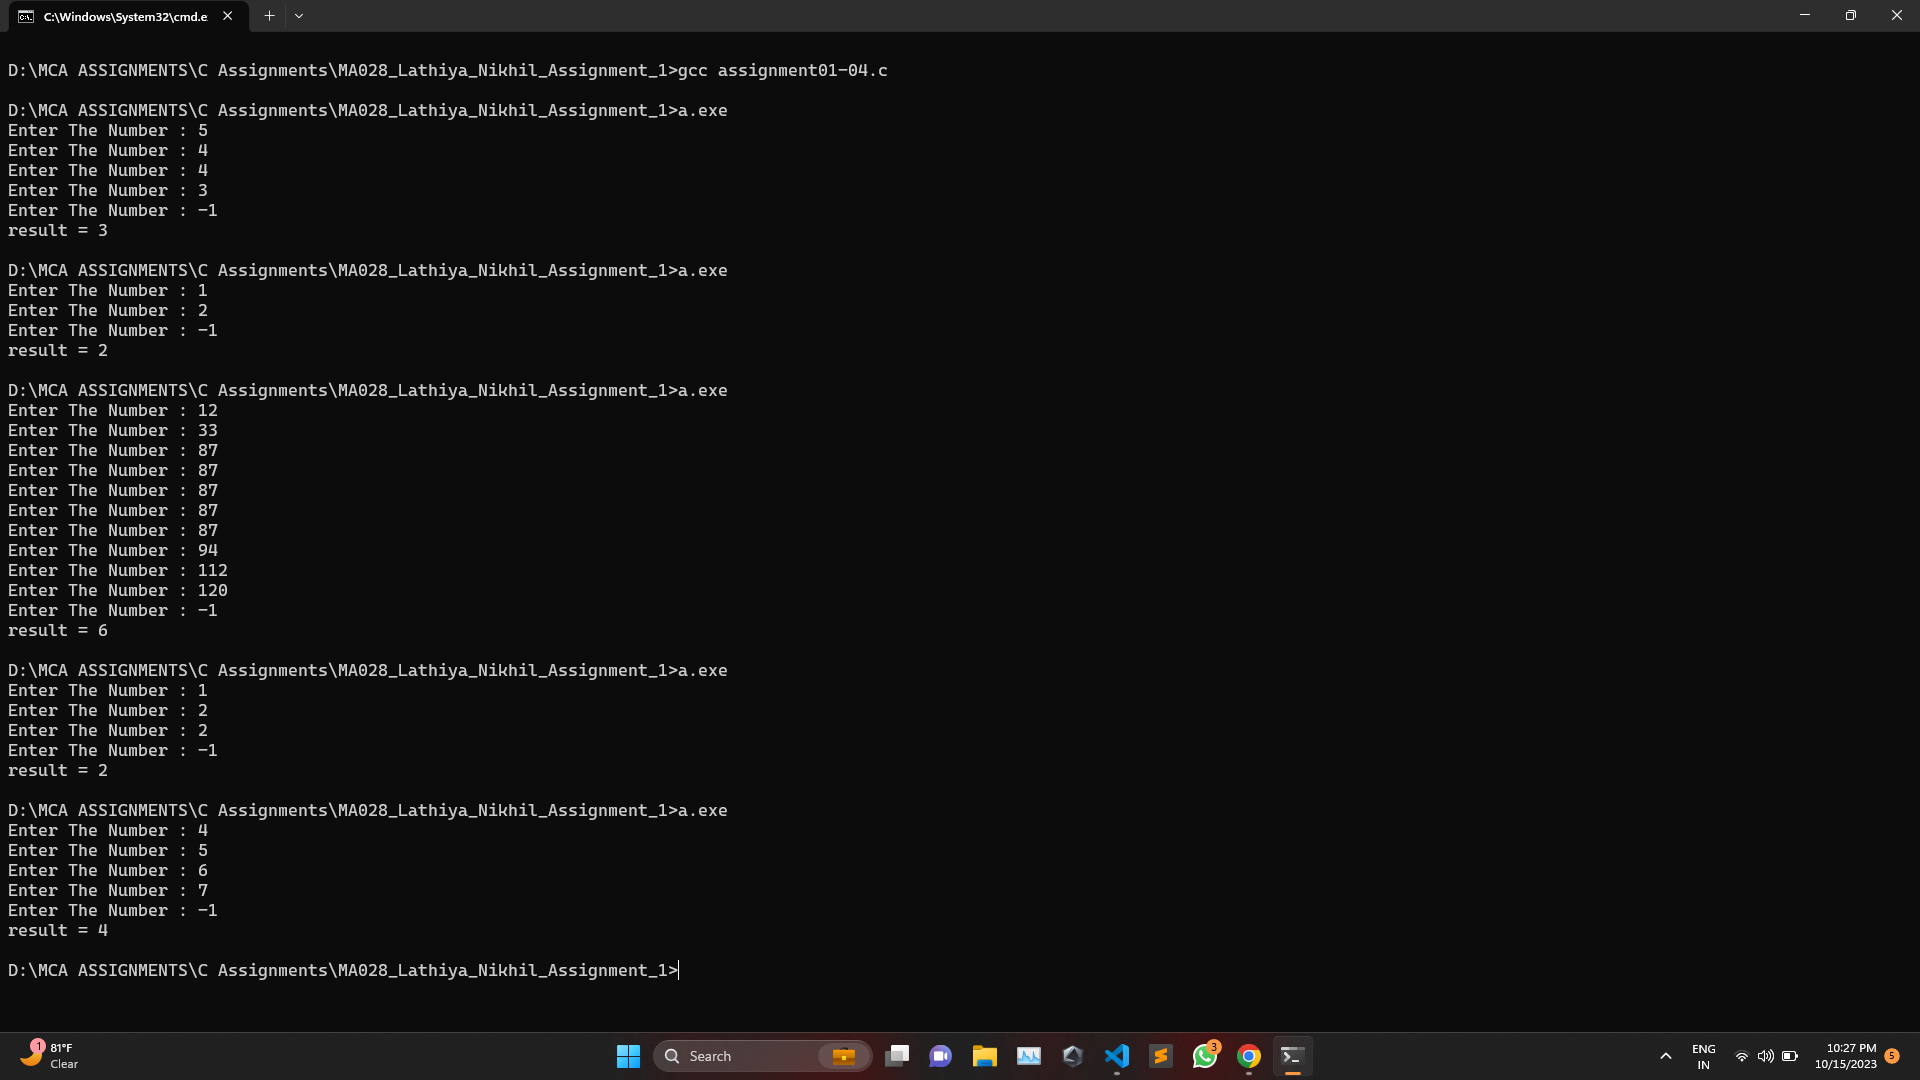 C:\Windows\System32\cmd.e
D:\MCA ASSIGNMENTS\C Assignments\MA028_Lathiya_Nikhil_Assignment_1>gcc assignment01-04.c
D:\MCA ASSIGNMENTS\C Assignments\MA028_Lathiya_Nikhil_Assignment_1>a.exe
Enter The Number : 5
Enter The Number : 4
Enter The Number : 4
Enter The Number : 3
Enter The Number : -1
result = 3
D:\MCA ASSIGNMENTS\C Assignments\MA028_Lathiya_Nikhil_Assignment_1>a.exe
Enter The Number : 1
Enter The Number : 2
Enter The Number : -1
result = 2
D:\MCA ASSIGNMENTS\C Assignments\MA028_Lathiya_Nikhil_Assignment_1>a.exe
Enter The Number : 12
Enter The Number : 33
Enter The Number : 87
Enter The Number : 87
Enter The Number : 87
Enter The Number : 87
Enter The Number : 87
Enter The Number : 94
Enter The Number : 112
Enter The Number : 120
Enter The Number : -1
result = 6
D:\MCA ASSIGNMENTS\C Assignments\MA028_Lathiya_Nikhil_Assignment_1>a.exe
Enter The Number : 1
Enter The Number : 2
Enter The Number : 2
Enter The Number : -1
result = 2
D:\MCA ASSIGNMENTS\C Assignments\MA028_Lathiya_Nikhil_Assignment_1>a.exe
Enter The Number : 4
Enter The Number : 5
Enter The Number : 6
Enter The Number : 7
Enter The Number : -1
result = 4
D:\MCA ASSIGNMENTS\C Assignments\MA028_Lathiya_Nikhil_Assignment_1>
1
81°F
Clear
Search
3
ENG
IN
10:27 PM
10/15/2023
5